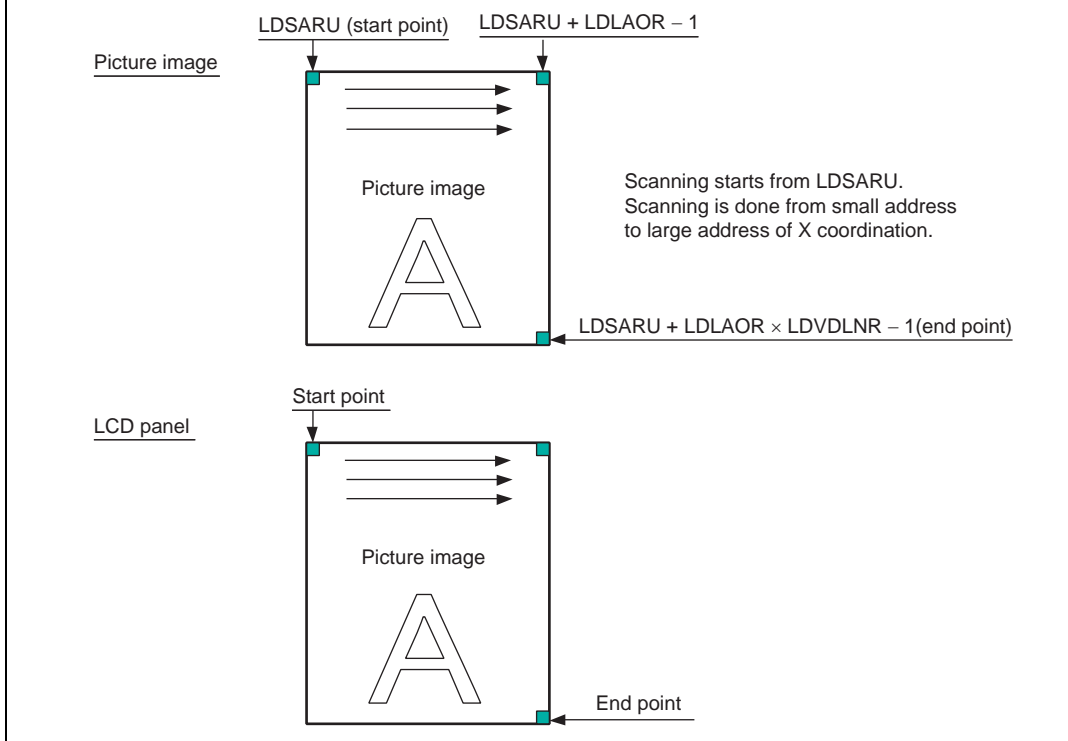 LDSARU (start point)
LDSARU + LDLAOR − 1
Picture image
Picture image
Scanning starts from LDSARU.
Scanning is done from small address
to large address of X coordination.
A
LDSARU + LDLAOR × LDVDLNR − 1(end point)
Start point
LCD panel
Picture image
A
End point